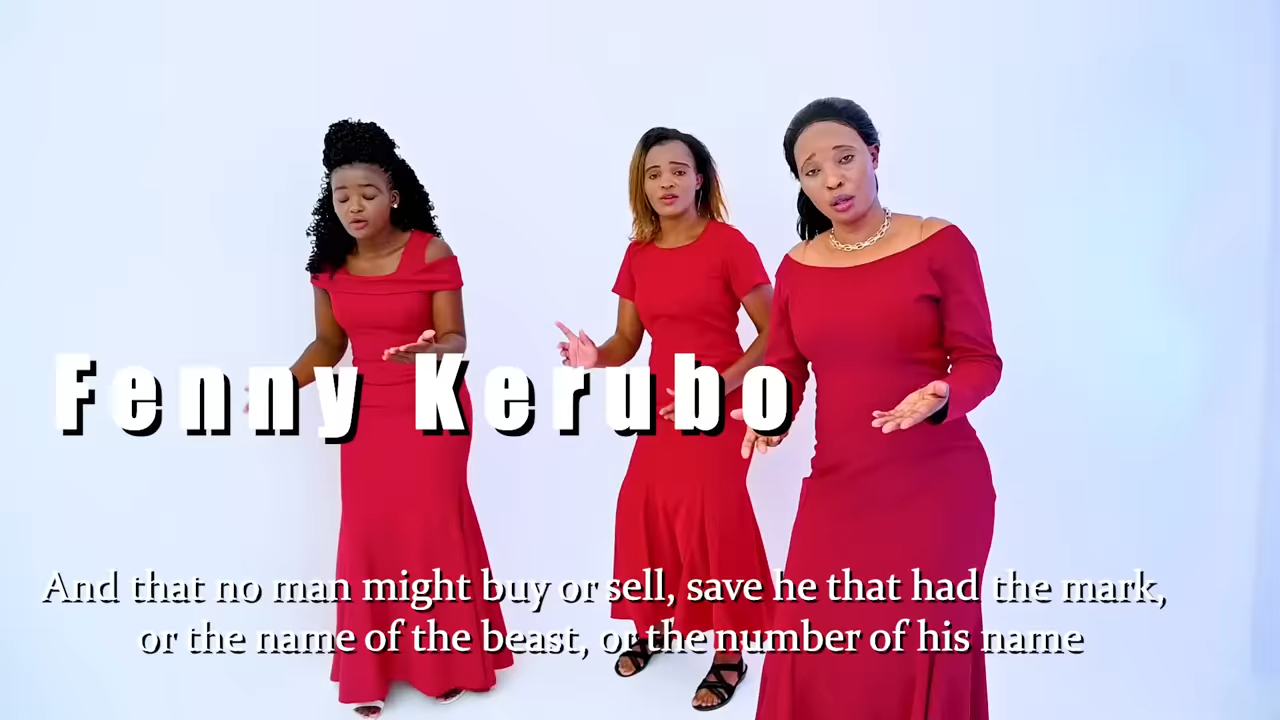 Fenny Kerubo
And that no man might buy or sell, save he that had the mark,
or the name of the beast, or the number of his name